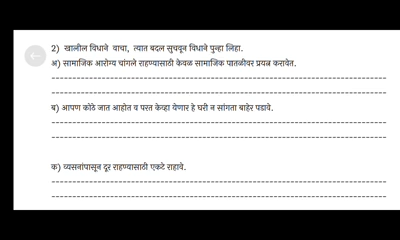 2) खालील विधाने वाचा, त्यात बदल सुचवून विधाने पुन्हा लिहा.
अ) सामाजिक आरोग्य चांगले राहण्यासाठी केवळ सामाजिक पातळीवर प्रयत्न करावेत.
ब) आपण कोठे जात आहोत व परत केव्हा येणार हे घरी न सांगता बाहेर पडावे.
क) व्यसनांपासून दूर राहण्यासाठी एकटे राहावे.